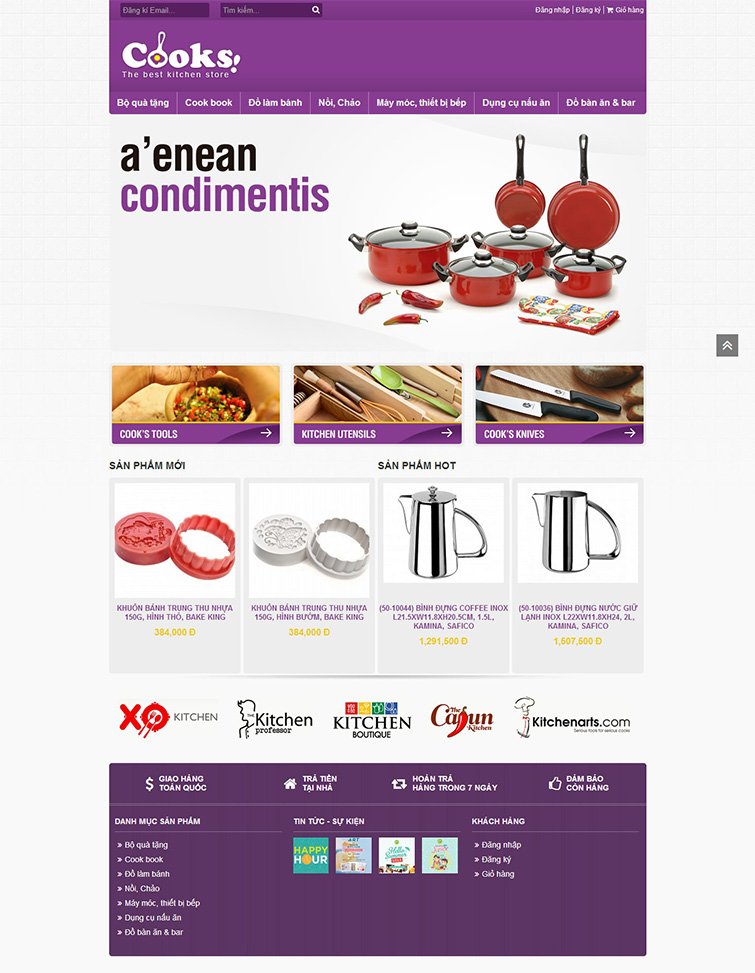 Đăng kí Email...
Tìm kiếm...
Đăng nhập | Đăng ký | Giỏ hàng
Cooks!
The best kitchen store
Bộ quà tặng
Cook book
Đồ làm bánh
Nồi, Chảo
Máy móc, thiết bị bếp
Dụng cụ nấu ăn
Đồ bàn ăn & bar
a’enean
condimentis
COOK'S TOOLS
KITCHEN UTENSILS
COOK'S KNIVES
SẢN PHẨM MỚI
SẢN PHẨM HOT
KHUÔN BÁNH TRUNG THU NHỰA
150G, HÌNH THỎ, BAKE KING
384,000 Đ
KHUÔN BÁNH TRUNG THU NHỰA
150G, HÌNH BƯỚM, BAKE KING
384,000 Đ
(50-10044) BÌNH ĐỰNG COFFEE INOX
L21.5XW11.8XH20.5CM, 1.5L,
KAMINA, SAFICO
1,291,500 Đ
(50-10036) BÌNH ĐỰNG NƯỚC GIỮ
LẠNH INOX L22XW11.8XH24, 2L,
KAMINA, SAFICO
1,507,500 Đ
XO KITCHEN
THE
Kitchen
professor
KITCHEN
BOUTIQUE
The
Cajun
Kitchen
Kitchenarts.com
Serious tools for serious cooks
GIAO HÀNG
TOÀN QUỐC
TRẢ TIỀN
TẠI NHÀ
HOÀN TRẢ
HÀNG TRONG 7 NGÀY
ĐẢM BẢO
CÒN HÀNG
DANH MỤC SẢN PHẨM
Bộ quà tặng
Cook book
Đồ làm bánh
Nồi, Chảo
Máy móc, thiết bị bếp
Dụng cụ nấu ăn
Đồ bàn ăn & bar
TIN TỨC - SỰ KIỆN
HAPPY
HOUR
ART
Hello
Summer
KHÁCH HÀNG
Đăng nhập
Đăng ký
Giỏ hàng